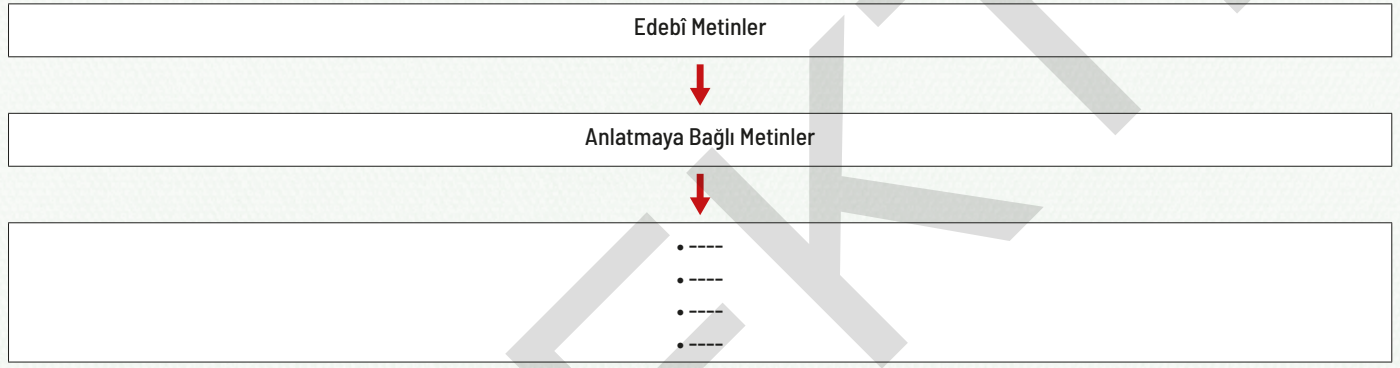 Edebî Metinler
Anlatmaya Bağlı Metinler
• ----
• ----
• ----
• ----